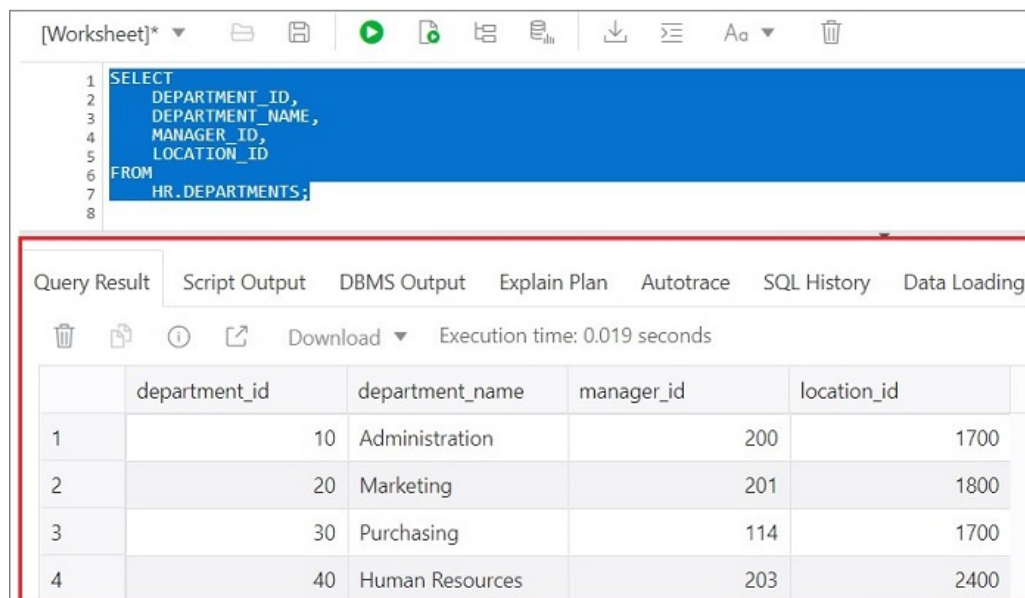 [Worksheet]* Aa
1 SELECT
2 DEPARTMENT_ID,
3 DEPARTMENT_NAME,
4 MANAGER_ID,
5 LOCATION_ID
6 FROM
7 HR.DEPARTMENTS;
8
Query Result Script Output DBMS Output Explain Plan Autotrace SQL History Data Loading
Download Execution time: 0.019 seconds
department_id department_name manager_id location_id
1 10 Administration 200 1700
2 20 Marketing 201 1800
3 30 Purchasing 114 1700
4 40 Human Resources 203 2400